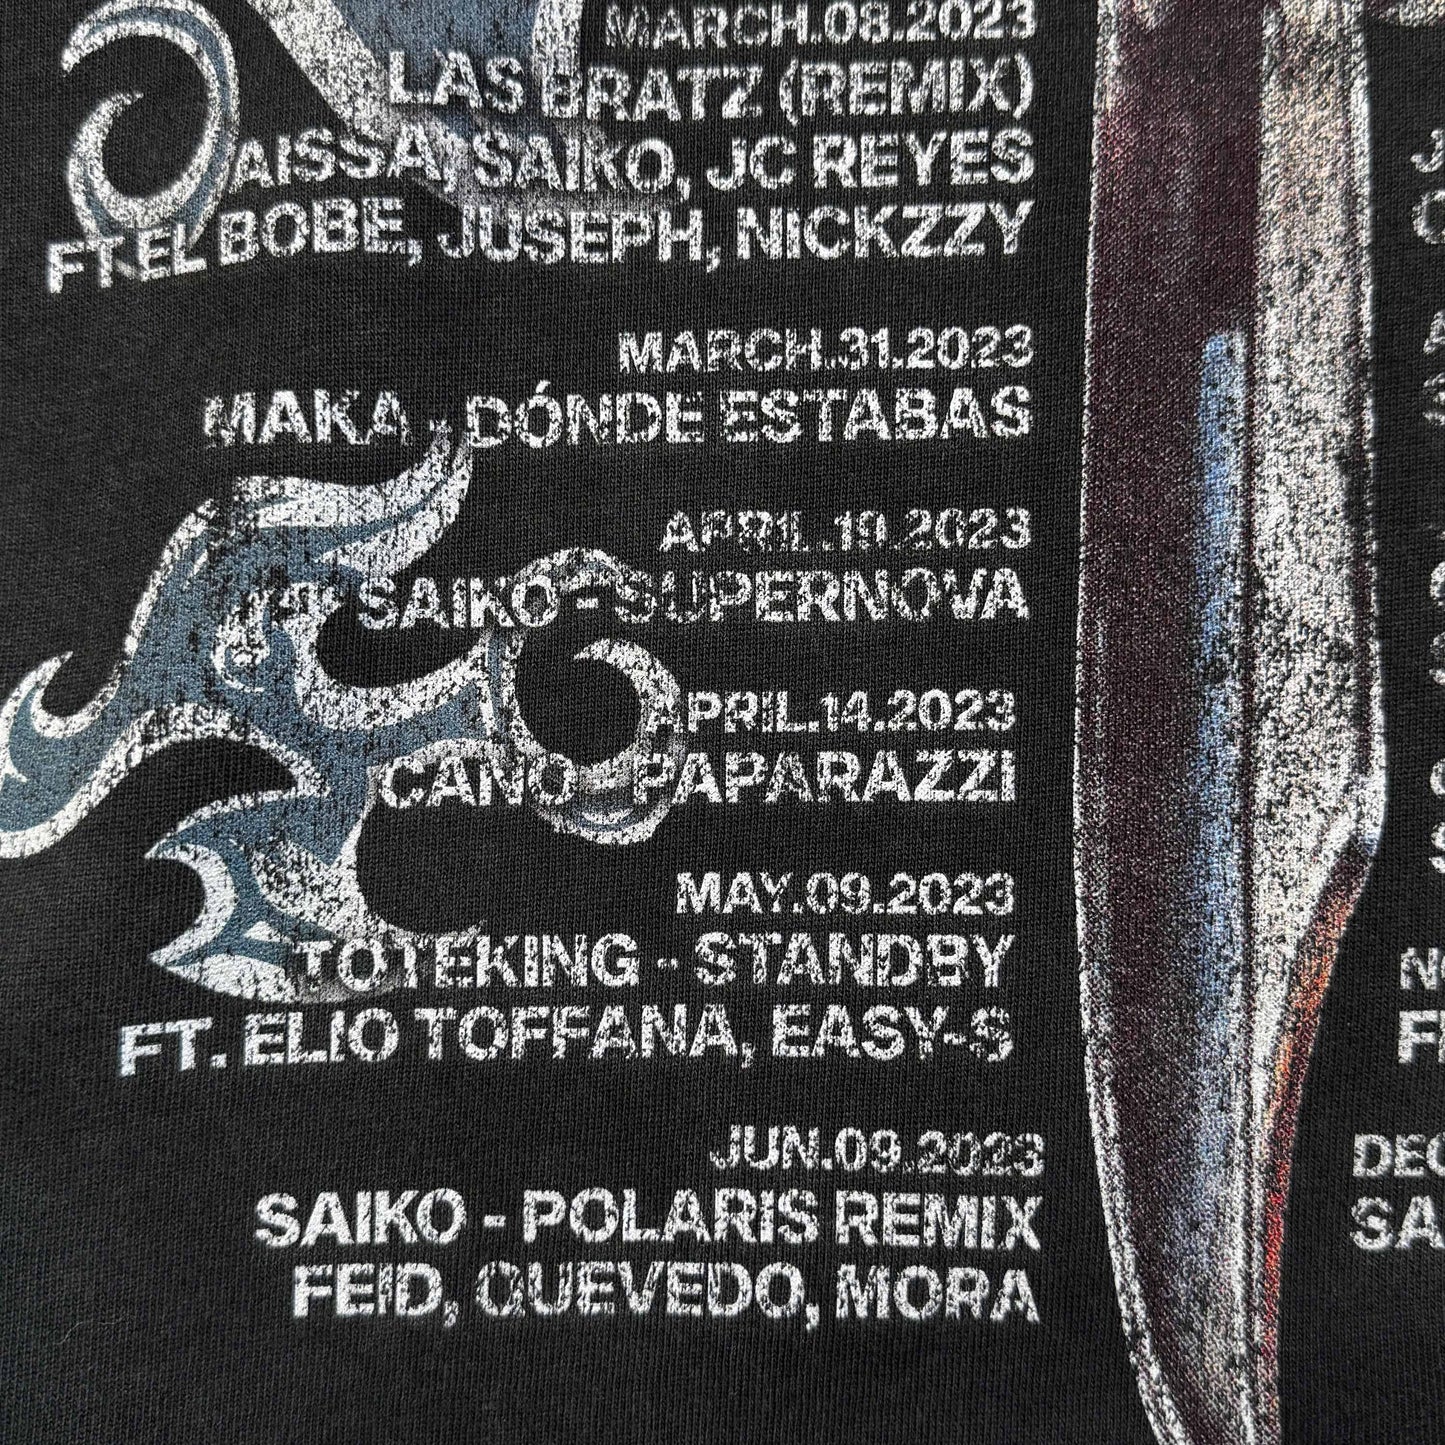 MARCH.08.2023
LAS BRATZ (REMIX)
AISSA, SAIKO, JC REYES
FT. EL BOBE, JUSEPH, NICKZZY
MARCH.31.2023
MAKA - DÓNDE ESTABAS
APRIL.19.2023
SAIKO - SUPERNOVA
APRIL.14.2023
CANO - PAPARAZZI
MAY.09.2023
TOTEKING - STANDBY
FT. ELIO TOFFANA, EASY-S
JUN.09.2023
SAIKO - POLARIS REMIX
FEID, QUEVEDO, MORA